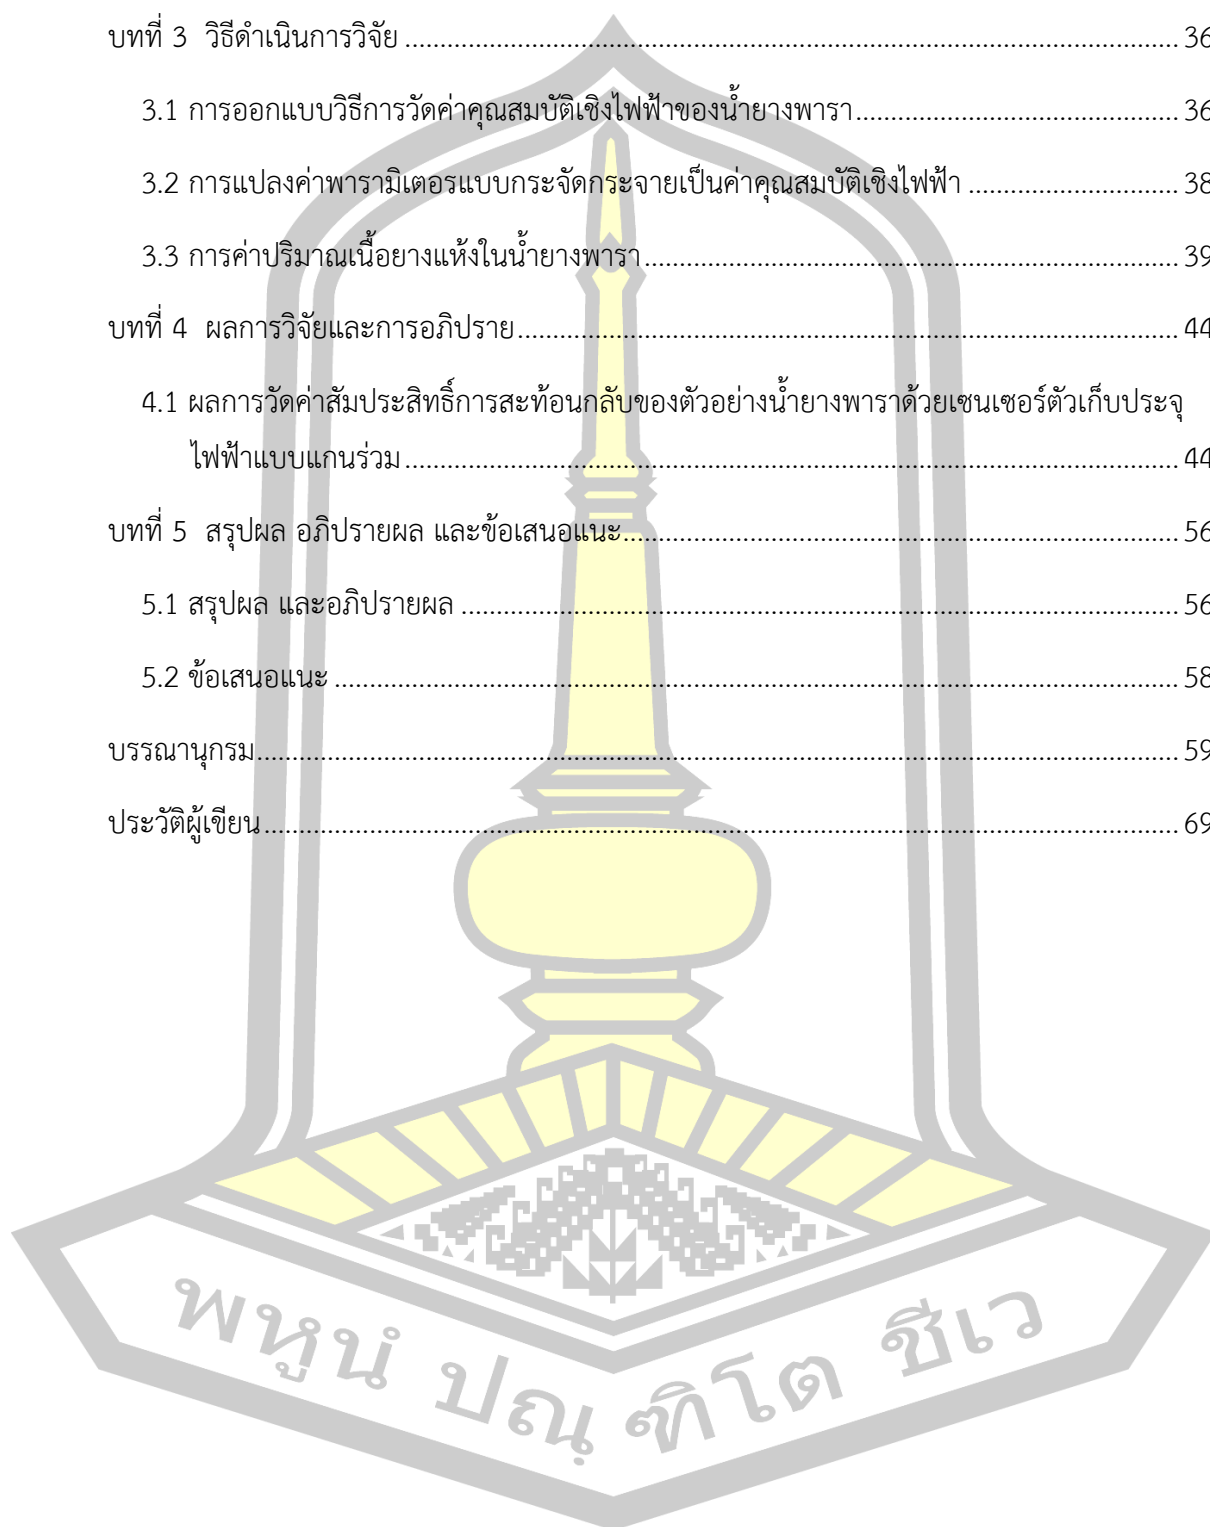 บทที่ 3 วิธีดำเนินการวิจัย ........ 36
3.1 การออกแบบวิธีการวัดค่าคุณสมบัติเชิงไฟฟ้าของน้ำยางพารา ........ 36
3.2 การแปลงค่าพารามิเตอรแบบกระจัดกระจายเป็นค่าคุณสมบัติเชิงไฟฟ้า ........ 38
3.3 การค่าปริมาณเนื้อยางแห้งในน้ำยางพารา ........ 39
บทที่ 4 ผลการวิจัยและการอภิปราย ........ 44
4.1 ผลการวัดค่าสัมประสิทธิ์การสะท้อนกลับของตัวอย่างน้ำยางพาราด้วยเซนเซอร์ตัวเก็บประจุ
ไฟฟ้าแบบแกนร่วม ........ 44
บทที่ 5 สรุปผล อภิปรายผล และข้อเสนอแนะ ........ 56
5.1 สรุปผล และอภิปรายผล ........ 56
5.2 ข้อเสนอแนะ ........ 58
บรรณานุกรม ........ 59
ประวัติผู้เขียน ........ 69
พหูนํ ปณฺฑิโต ชีเว